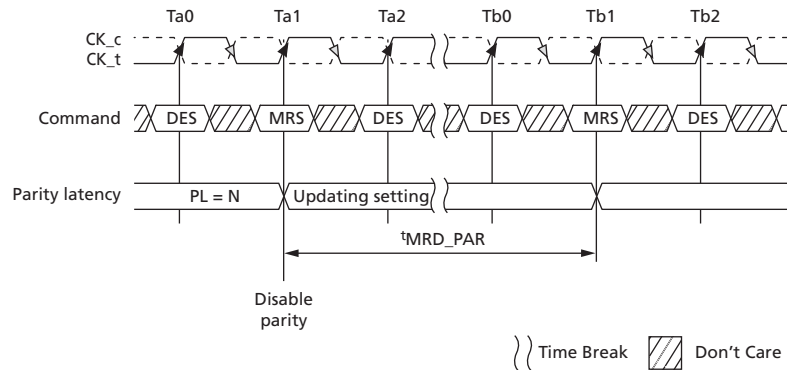 Ta0 Ta1 Ta2 Tb0 Tb1 Tb2
CK_c
CK_t
Command DES MRS DES DES MRS DES
Parity latency PL = N Updating setting
tMRD_PAR
Disable
parity
Time Break Don't Care